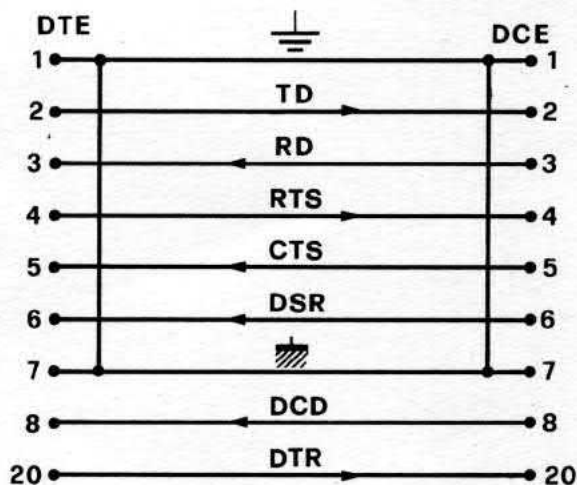 DTE DCE
1 1
TD
2 2
RD
3 3
RTS
4 4
CTS
5 5
DSR
6 6
7 7
DCD
8 8
DTR
20 20